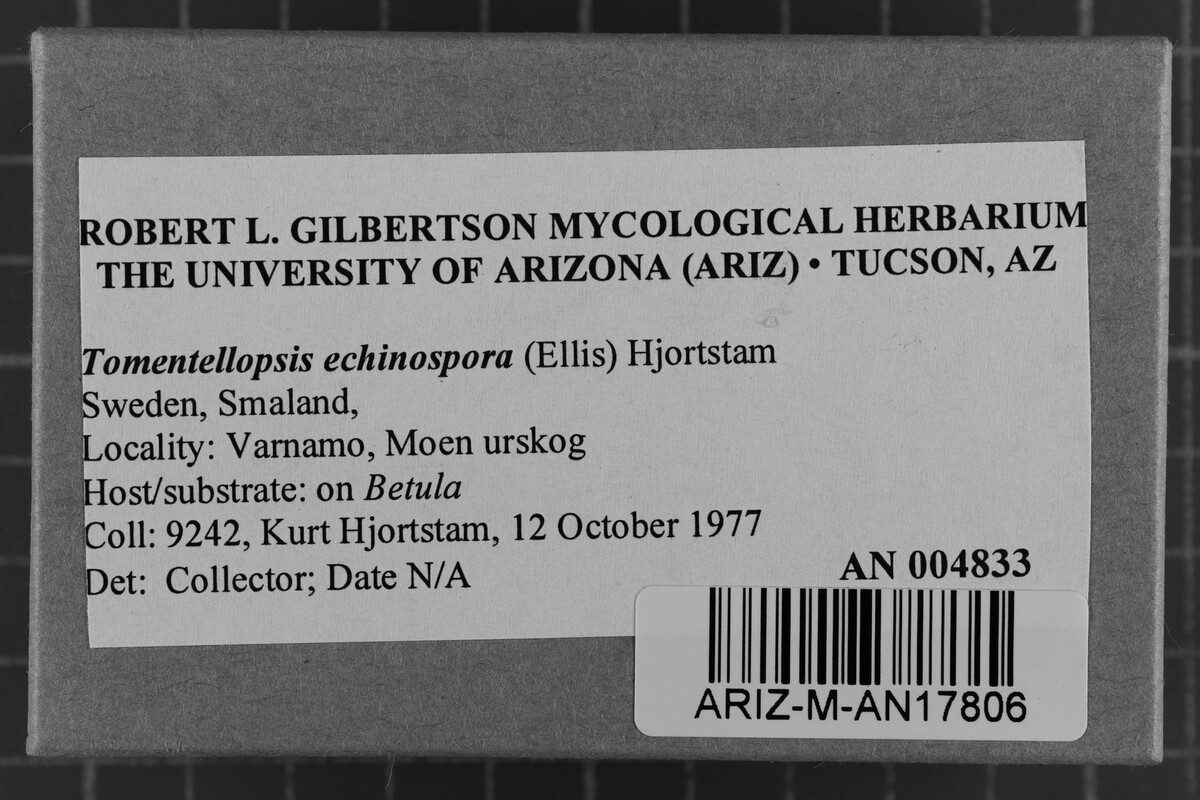 ROBERT L. GILBERTSON MYCOLOGICAL HERBARIUM
THE UNIVERSITY OF ARIZONA (ARIZ) • TUCSON, AZ
Tomentellopsis echinospora (Ellis) Hjortstam
Sweden, Smaland,
Locality: Varnamo, Moen urskog
Host/substrate: on Betula
Coll: 9242, Kurt Hjortstam, 12 October 1977
Det: Collector; Date N/A
AN 004833
ARIZ-M-AN17806